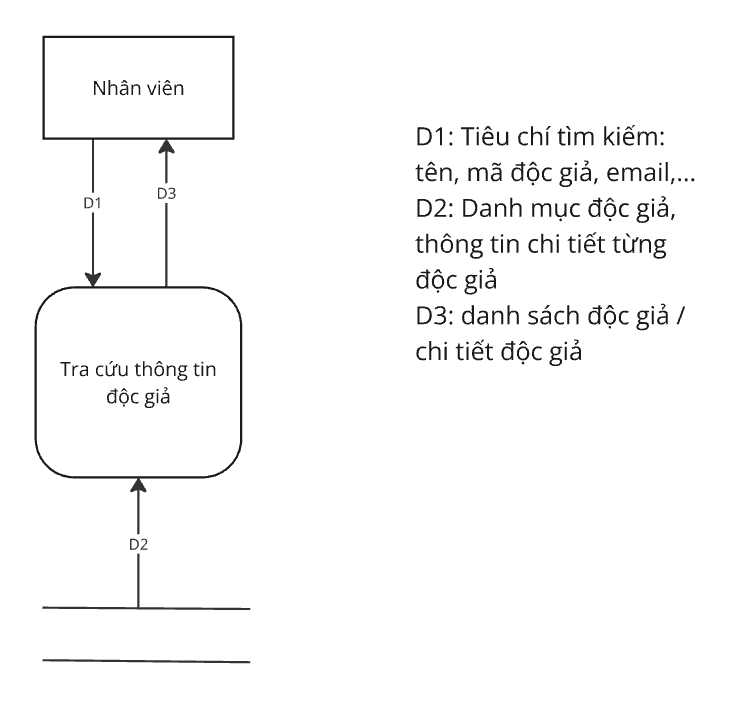 Nhân viên
D1
D3
Tra cứu thông tin
độc giả
D2
D1: Tiêu chí tìm kiếm:
tên, mã độc giả, email,...
D2: Danh mục độc giả,
thông tin chi tiết từng
độc giả
D3: danh sách độc giả /
chi tiết độc giả